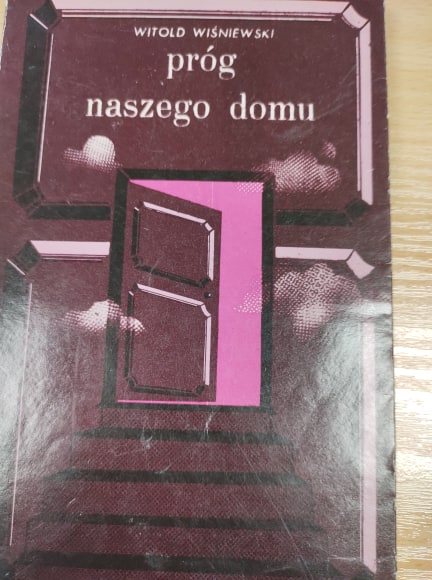 WITOLD WIŚNIEWSKI
próg
naszego domu